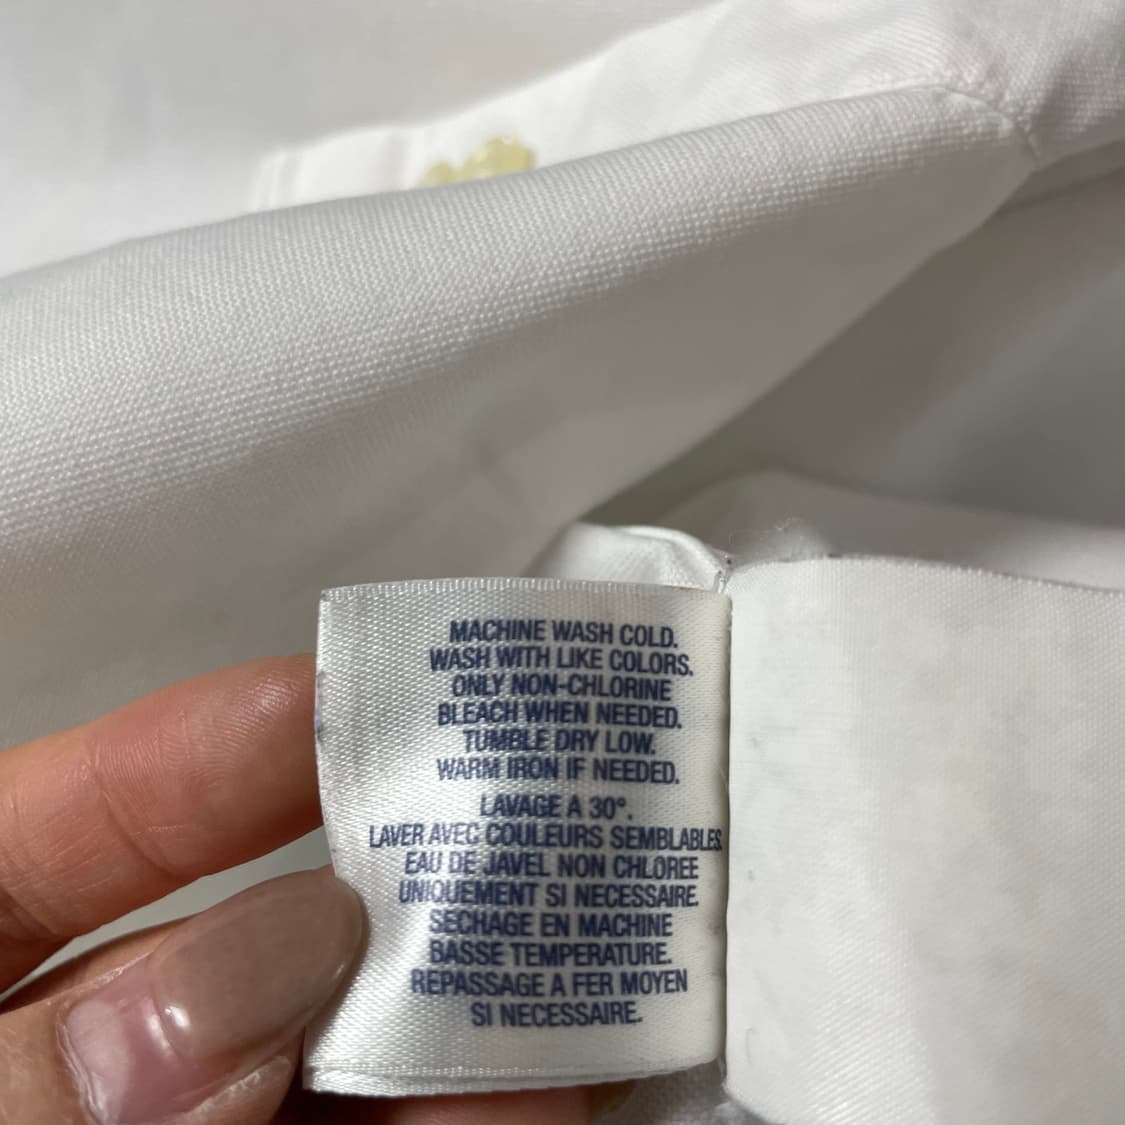 MACHINE WASH COLD.
WASH WITH LIKE COLORS.
ONLY NON-CHLORINE
BLEACH WHEN NEEDED.
TUMBLE DRY LOW.
WARM IRON IF NEEDED.
LAVAGE A 30°.
LAVER AVEC COULEURS SEMBLABLES.
EAU DE JAVEL NON CHLOREE
UNIQUEMENT SI NECESSAIRE.
SECHAGE EN MACHINE
BASSE TEMPERATURE.
REPASSAGE A FER MOYEN
SI NECESSAIRE.